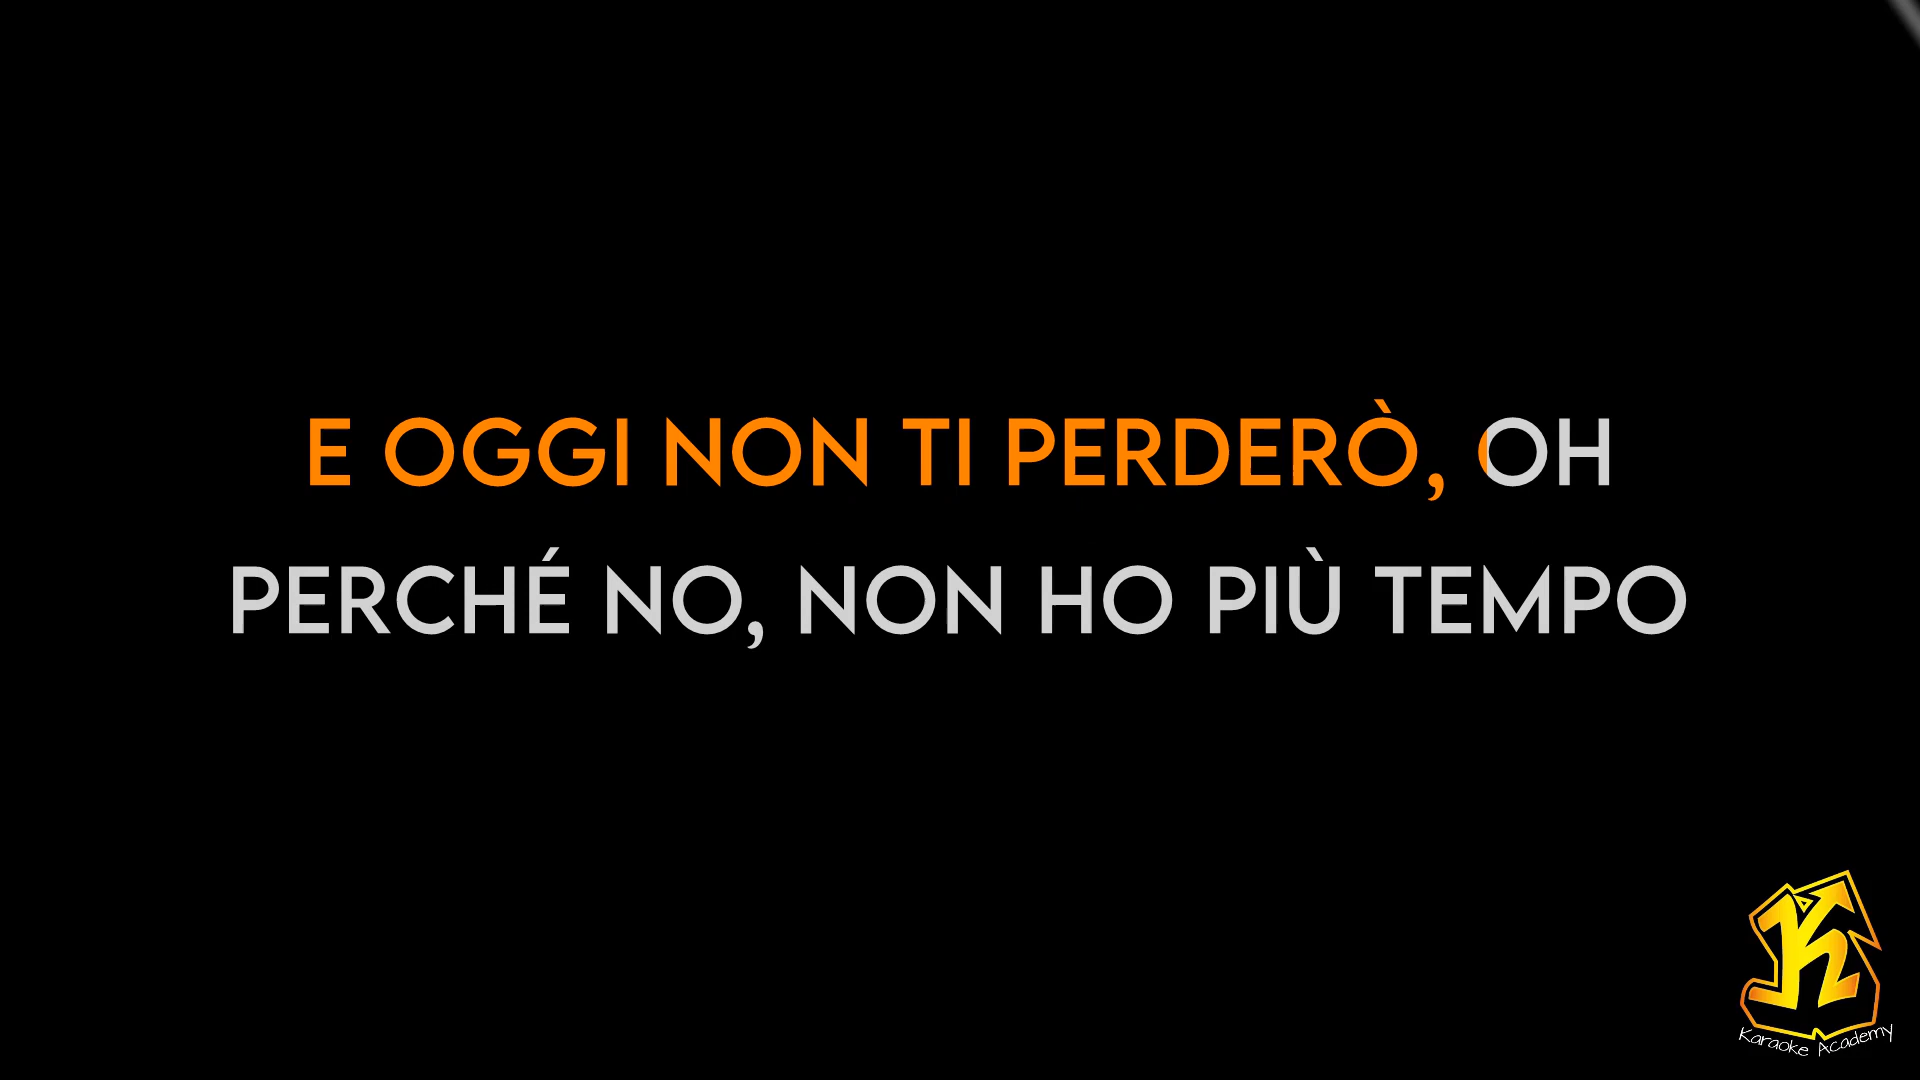 E OGGI NON TI PERDERÒ, OH
PERCHÉ NO, NON HO PIÙ TEMPO
K
Karaoke Academy